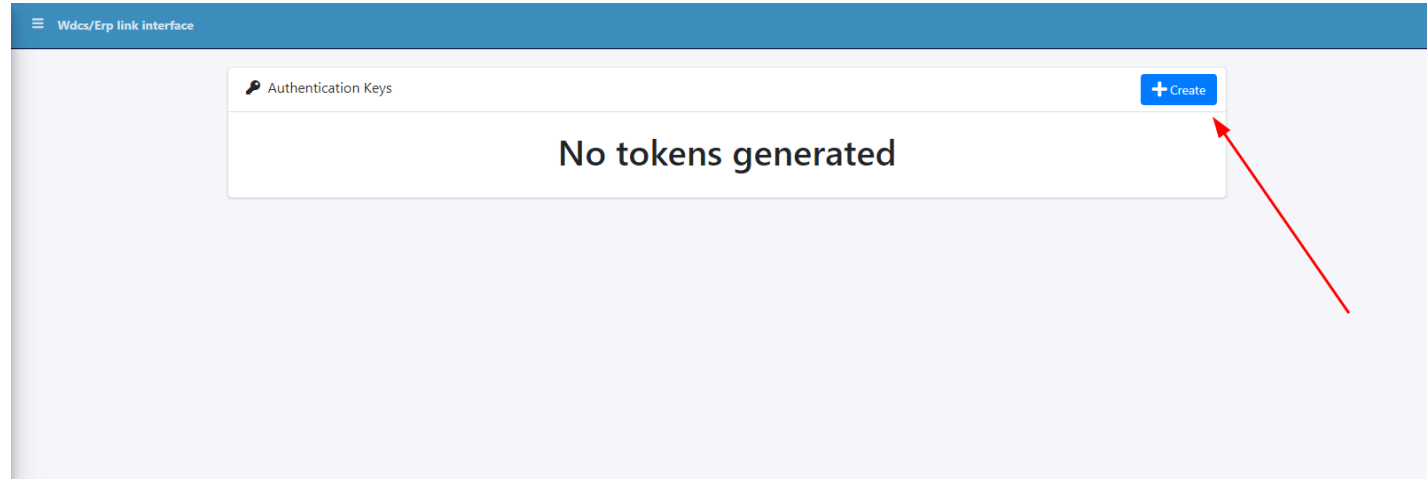 Wdcs/Erp link interface
Authentication Keys
Create
No tokens generated